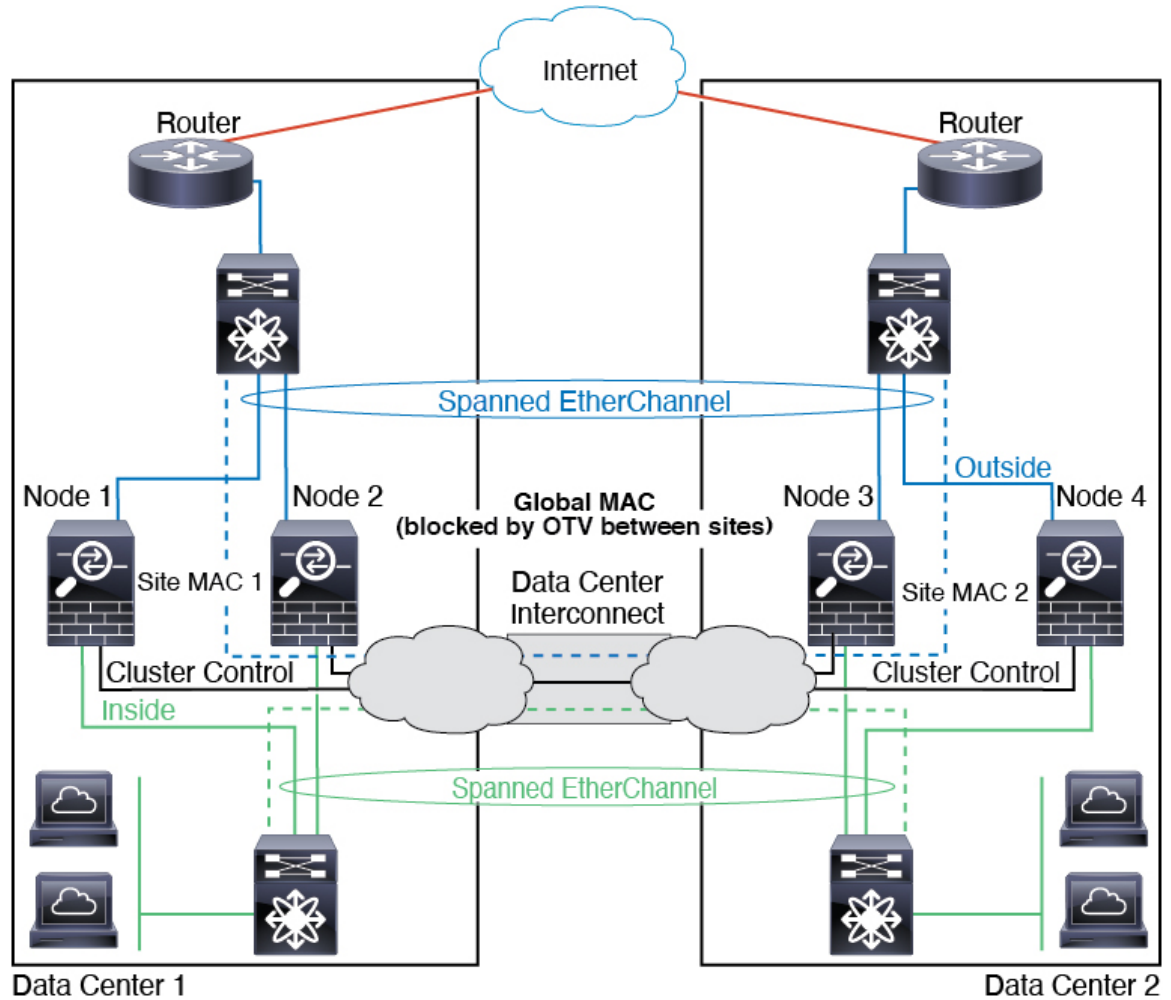 Internet
Router
Router
Spanned EtherChannel
Outside
Node 1
Node 2
Global MAC
(blocked by OTV between sites)
Node 3
Node 4
Site MAC 1
Data Center
Interconnect
Site MAC 2
Cluster Control
Cluster Control
Inside
Spanned EtherChannel
Data Center 1
Data Center 2